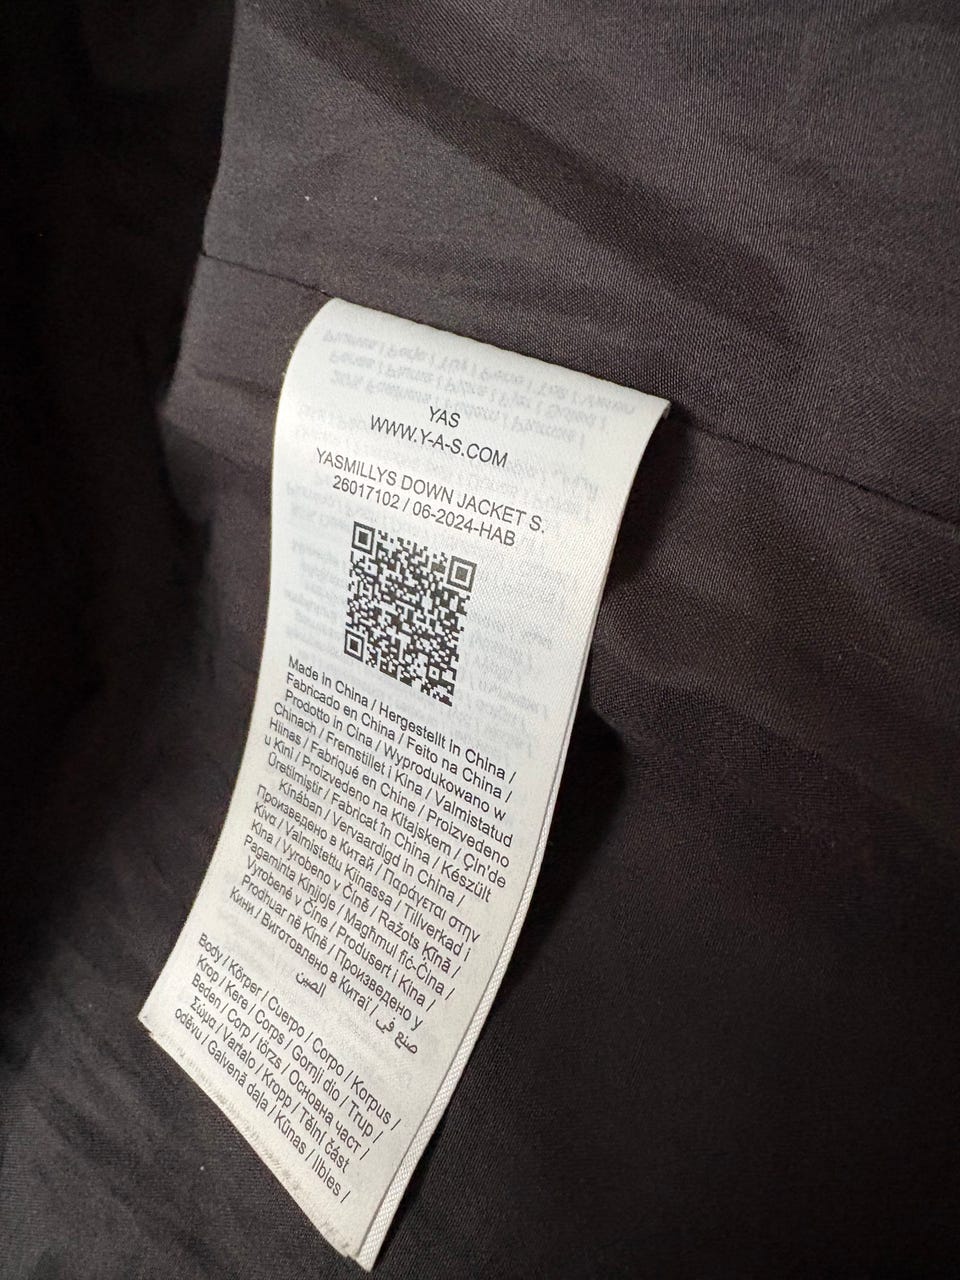 YAS
WWW.Y-A-S.COM
YASMILLYS DOWN JACKET S.
26017102 / 06-2024-HAB
Made in China / Hergestellt in China /
Fabricado en China / Feito na China /
Prodotto in Cina / Wyprodukowano w
Chinach / Fremstillet i Kina / Valmistatud
Hiinas / Fabriqué en Chine / Proizvedeno
u Kini / Proizvedeno na Kitajskem / Çin'de
Üretilmiştir / Fabricat în China / Készült
Kínában / Vervaardigd in China /
Произведено в Китай / Παράγεται στην
Κίνα / Valmistettu Kiinassa / Tillverkad i
Kina / Vyrobeno v Číně / Ražots Ķīnā /
Pagaminta Kinijoje / Magħmul fiċ-Ċina /
Vyrobené v Číne / Produsert i Kina /
Prodhuar në Kinë / Произведено у
Кини / Виготовлено в Китаї / صنع في
الصين
Body / Körper / Cuerpo / Corpo / Korpus /
Krop / Kere / Corps / Gornji dio / Trup /
Beden / Corp / törzs / Основна част /
Σώμα / Vartalo / Kropp / Tělní část
oděvu / Galvenā daļa / Kūnas / Ilbies /